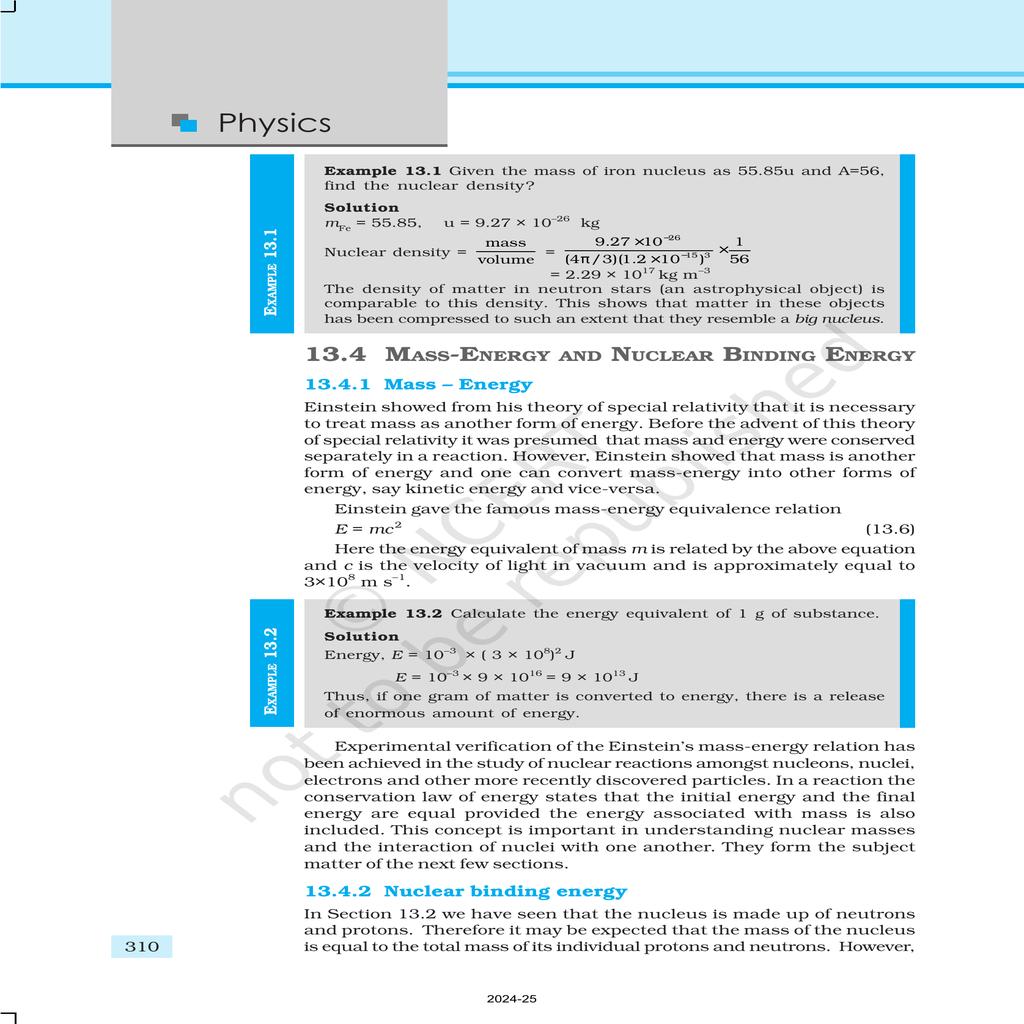 Physics
EXAMPLE 13.1
Example 13.1 Given the mass of iron nucleus as 55.85u and A=56,
find the nuclear density?
Solution
m_Fe = 55.85, u = 9.27 × 10^–26 kg
Nuclear density = mass/volume = 9.27 ×10^–26/(4π/3)(1.2 ×10^–15)^3 × 1/56
= 2.29 × 10^17 kg m^–3
The density of matter in neutron stars (an astrophysical object) is
comparable to this density. This shows that matter in these objects
has been compressed to such an extent that they resemble a big nucleus.
13.4 MASS-ENERGY AND NUCLEAR BINDING ENERGY
13.4.1 Mass – Energy
Einstein showed from his theory of special relativity that it is necessary
to treat mass as another form of energy. Before the advent of this theory
of special relativity it was presumed that mass and energy were conserved
separately in a reaction. However, Einstein showed that mass is another
form of energy and one can convert mass-energy into other forms of
energy, say kinetic energy and vice-versa.
Einstein gave the famous mass-energy equivalence relation
E = mc^2 (13.6)
Here the energy equivalent of mass m is related by the above equation
and c is the velocity of light in vacuum and is approximately equal to
3×10^8 m s^–1.
EXAMPLE 13.2
Example 13.2 Calculate the energy equivalent of 1 g of substance.
Solution
Energy, E = 10^–3 × ( 3 × 10^8)^2 J
E = 10^–3 × 9 × 10^16 = 9 × 10^13 J
Thus, if one gram of matter is converted to energy, there is a release
of enormous amount of energy.
Experimental verification of the Einstein's mass-energy relation has
been achieved in the study of nuclear reactions amongst nucleons, nuclei,
electrons and other more recently discovered particles. In a reaction the
conservation law of energy states that the initial energy and the final
energy are equal provided the energy associated with mass is also
included. This concept is important in understanding nuclear masses
and the interaction of nuclei with one another. They form the subject
matter of the next few sections.
13.4.2 Nuclear binding energy
In Section 13.2 we have seen that the nucleus is made up of neutrons
and protons. Therefore it may be expected that the mass of the nucleus
is equal to the total mass of its individual protons and neutrons. However,
310
2024-25
© NCERT
not to be republished